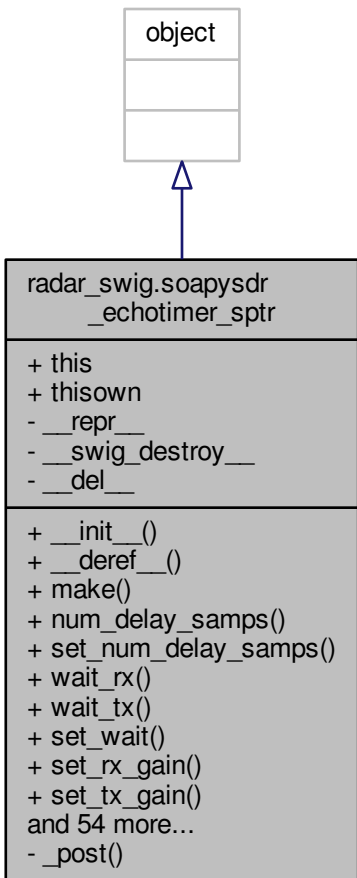 object
radar_swig.soapysdr
_echotimer_sptr
+ this
+ thisown
- __repr__
- __swig_destroy__
- __del__
+ __init__()
+ __deref__()
+ make()
+ num_delay_samps()
+ set_num_delay_samps()
+ wait_rx()
+ wait_tx()
+ set_wait()
+ set_rx_gain()
+ set_tx_gain()
and 54 more...
- _post()